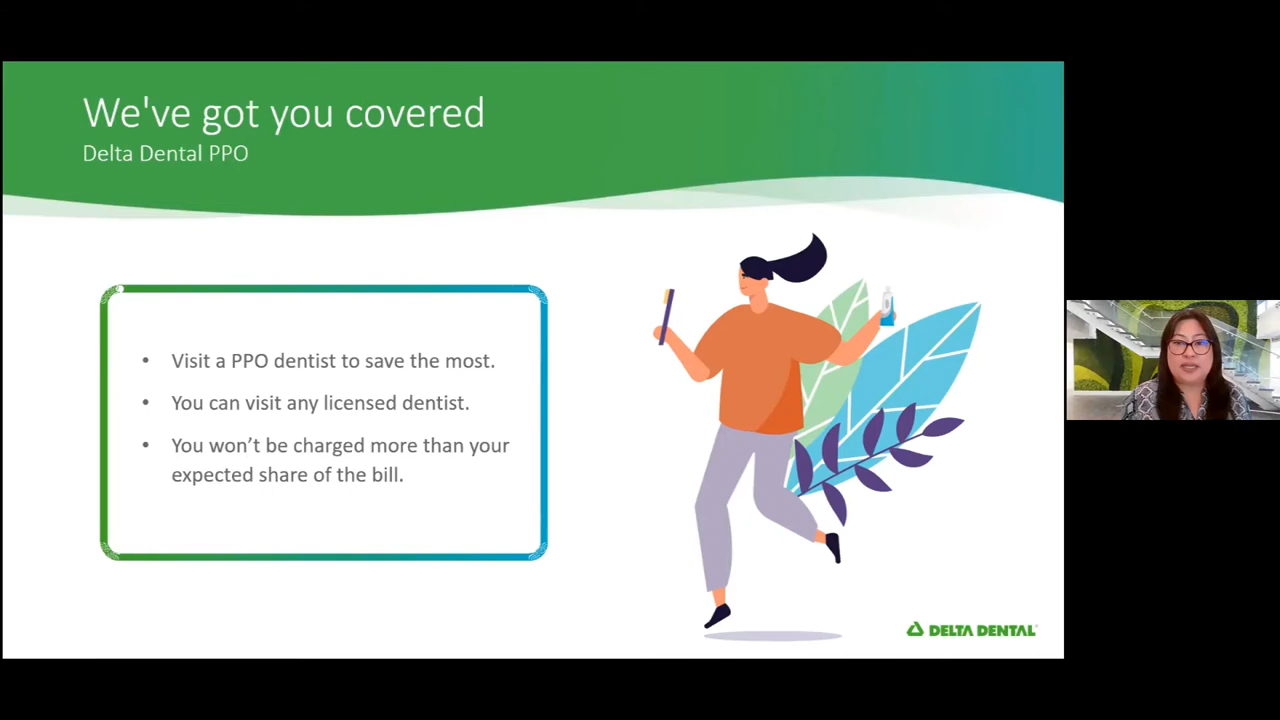 We've got you covered
Delta Dental PPO
• Visit a PPO dentist to save the most.
• You can visit any licensed dentist.
• You won’t be charged more than your
expected share of the bill.
DELTA DENTAL®